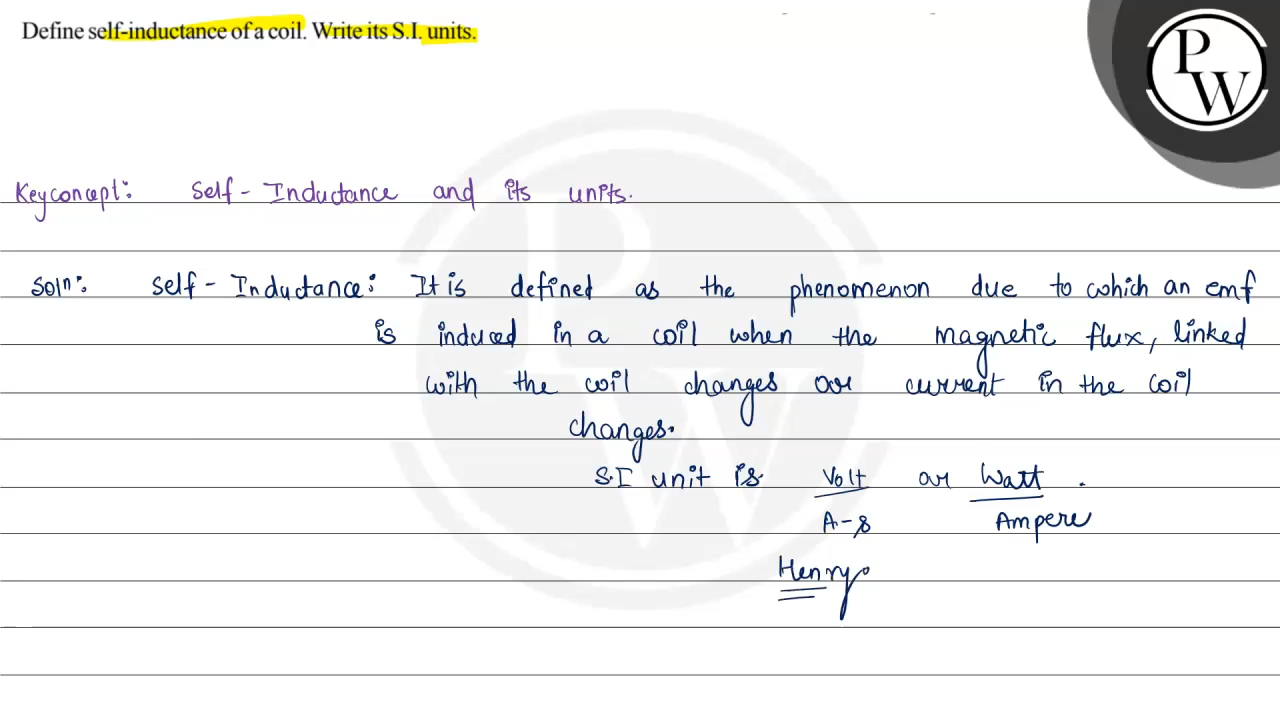 Define self-inductance of a coil. Write its S.I. units.
PW
Keyconcept: Self-Inductance and its units.
Soln: Self-Inductance: It is defined as the phenomenon due to which an emf
is induced in a coil when the magnetic flux, linked
with the coil changes or current in the coil
changes.
S.I unit is Volt or Watt.
A-s Ampere
Henry.